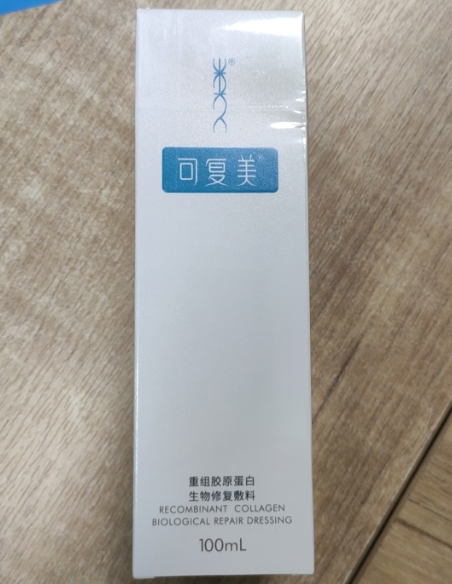 可复美®
重组胶原蛋白
生物修复敷料
RECOMBINANT COLLAGEN
BIOLOGICAL REPAIR DRESSING
100mL